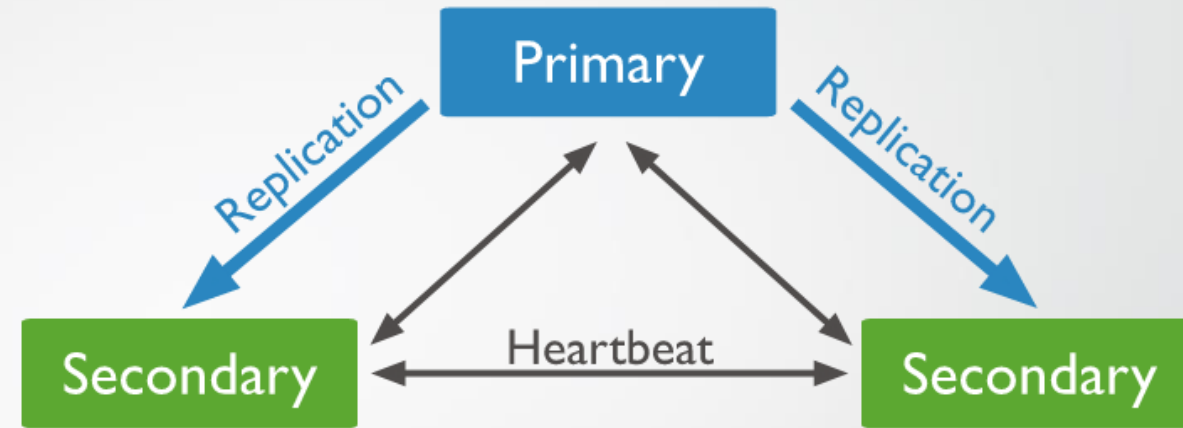 Primary
Replication
Replication
Heartbeat
Secondary
Secondary